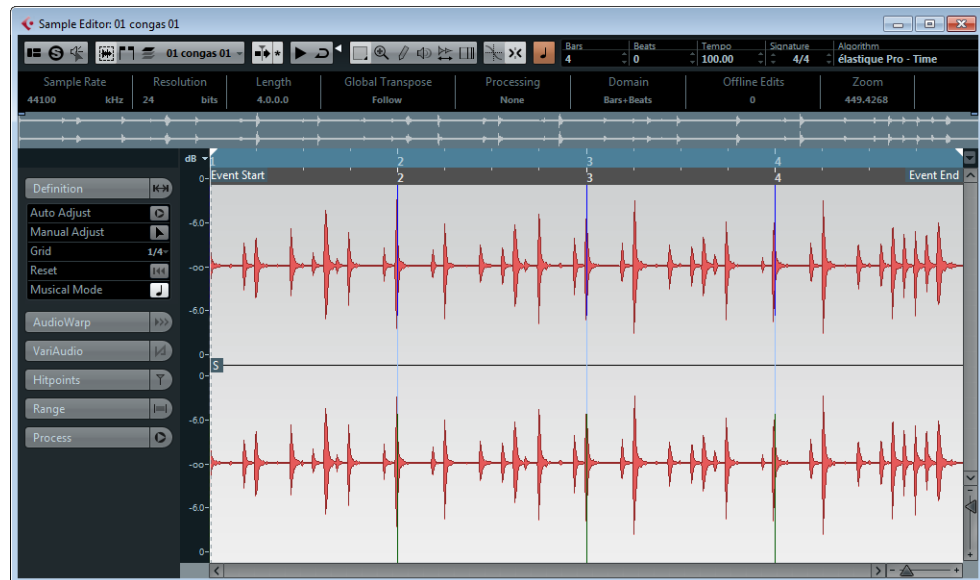 Sample Editor: 01 congas 01
01 congas 01
Bars Beats Tempo Signature Algorithm
4 0 100.00 4/4 élastique Pro - Time
Sample Rate Resolution Length Global Transpose Processing Domain Offline Edits Zoom
44100 kHz 24 bits 4.0.0.0 Follow None Bars+Beats 0 449.4268
dB 1 2 3 4
Event Start 2 3 4 Event End
Definition
Auto Adjust
Manual Adjust
Grid 1/4
Reset
Musical Mode
AudioWarp
VariAudio
Hitpoints
Range
Process
0
-6.0
-oo
-6.0
0
S
0
-6.0
-oo
-6.0
0